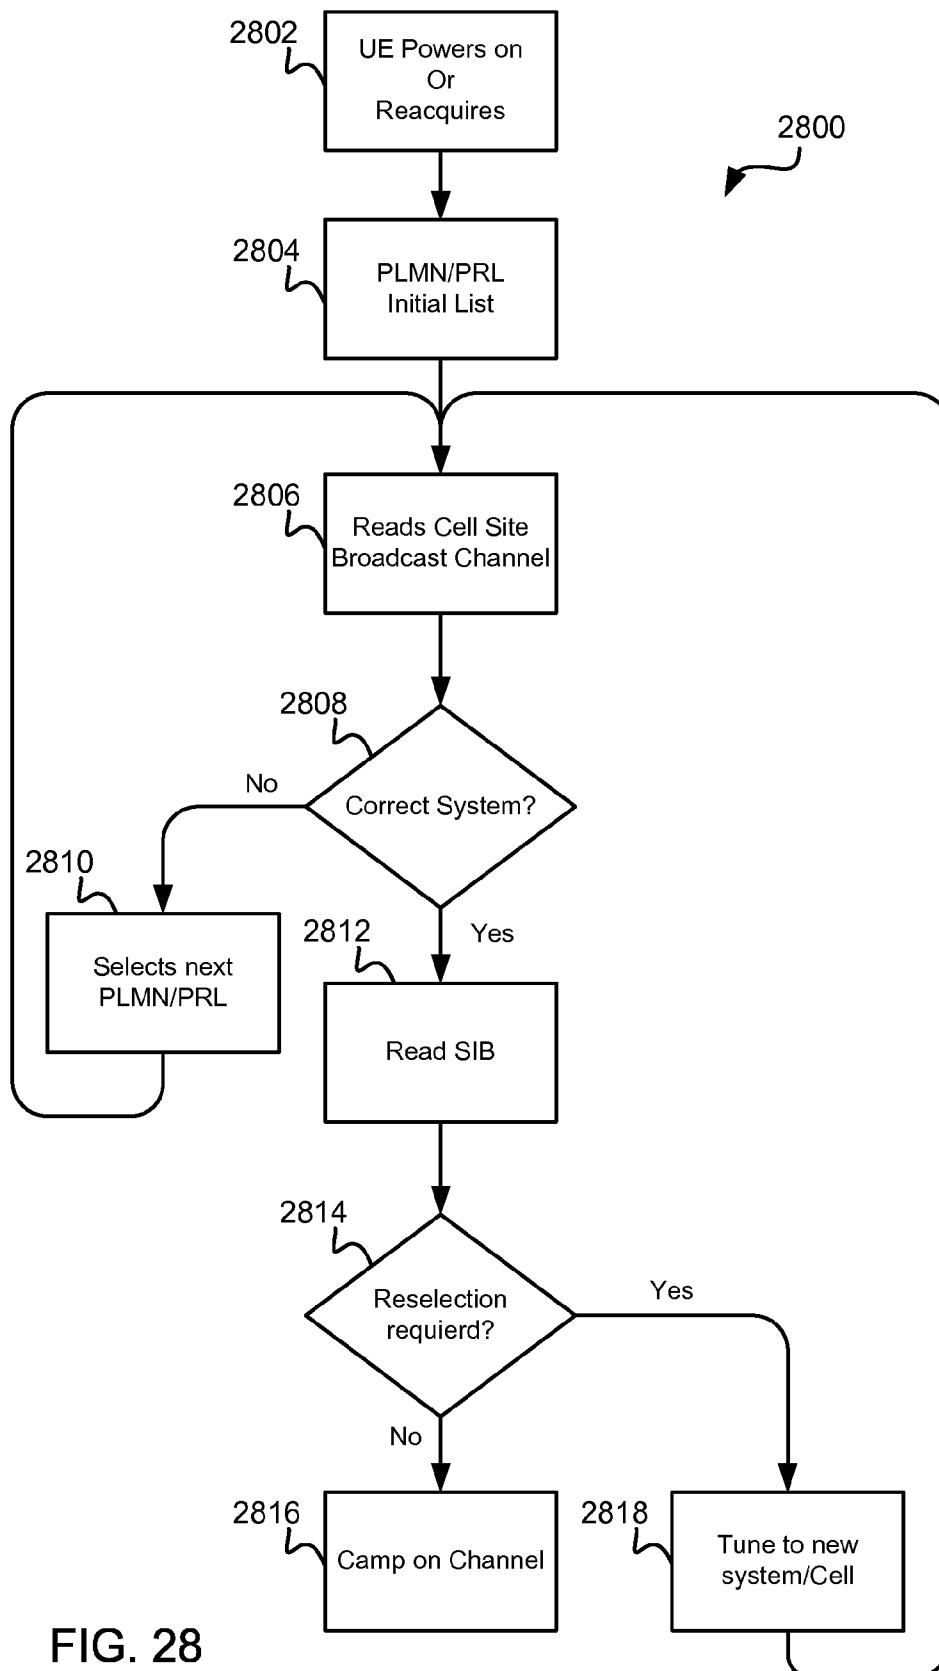 2802
UE Powers on
Or
Reacquires
2800
2804
PLMN/PRL
Initial List
2806
Reads Cell Site
Broadcast Channel
2808
Correct System?
No
2810
Selects next
PLMN/PRL
Yes
2812
Read SIB
2814
Reselection
requierd?
Yes
No
2816
Camp on Channel
2818
Tune to new
system/Cell
FIG. 28